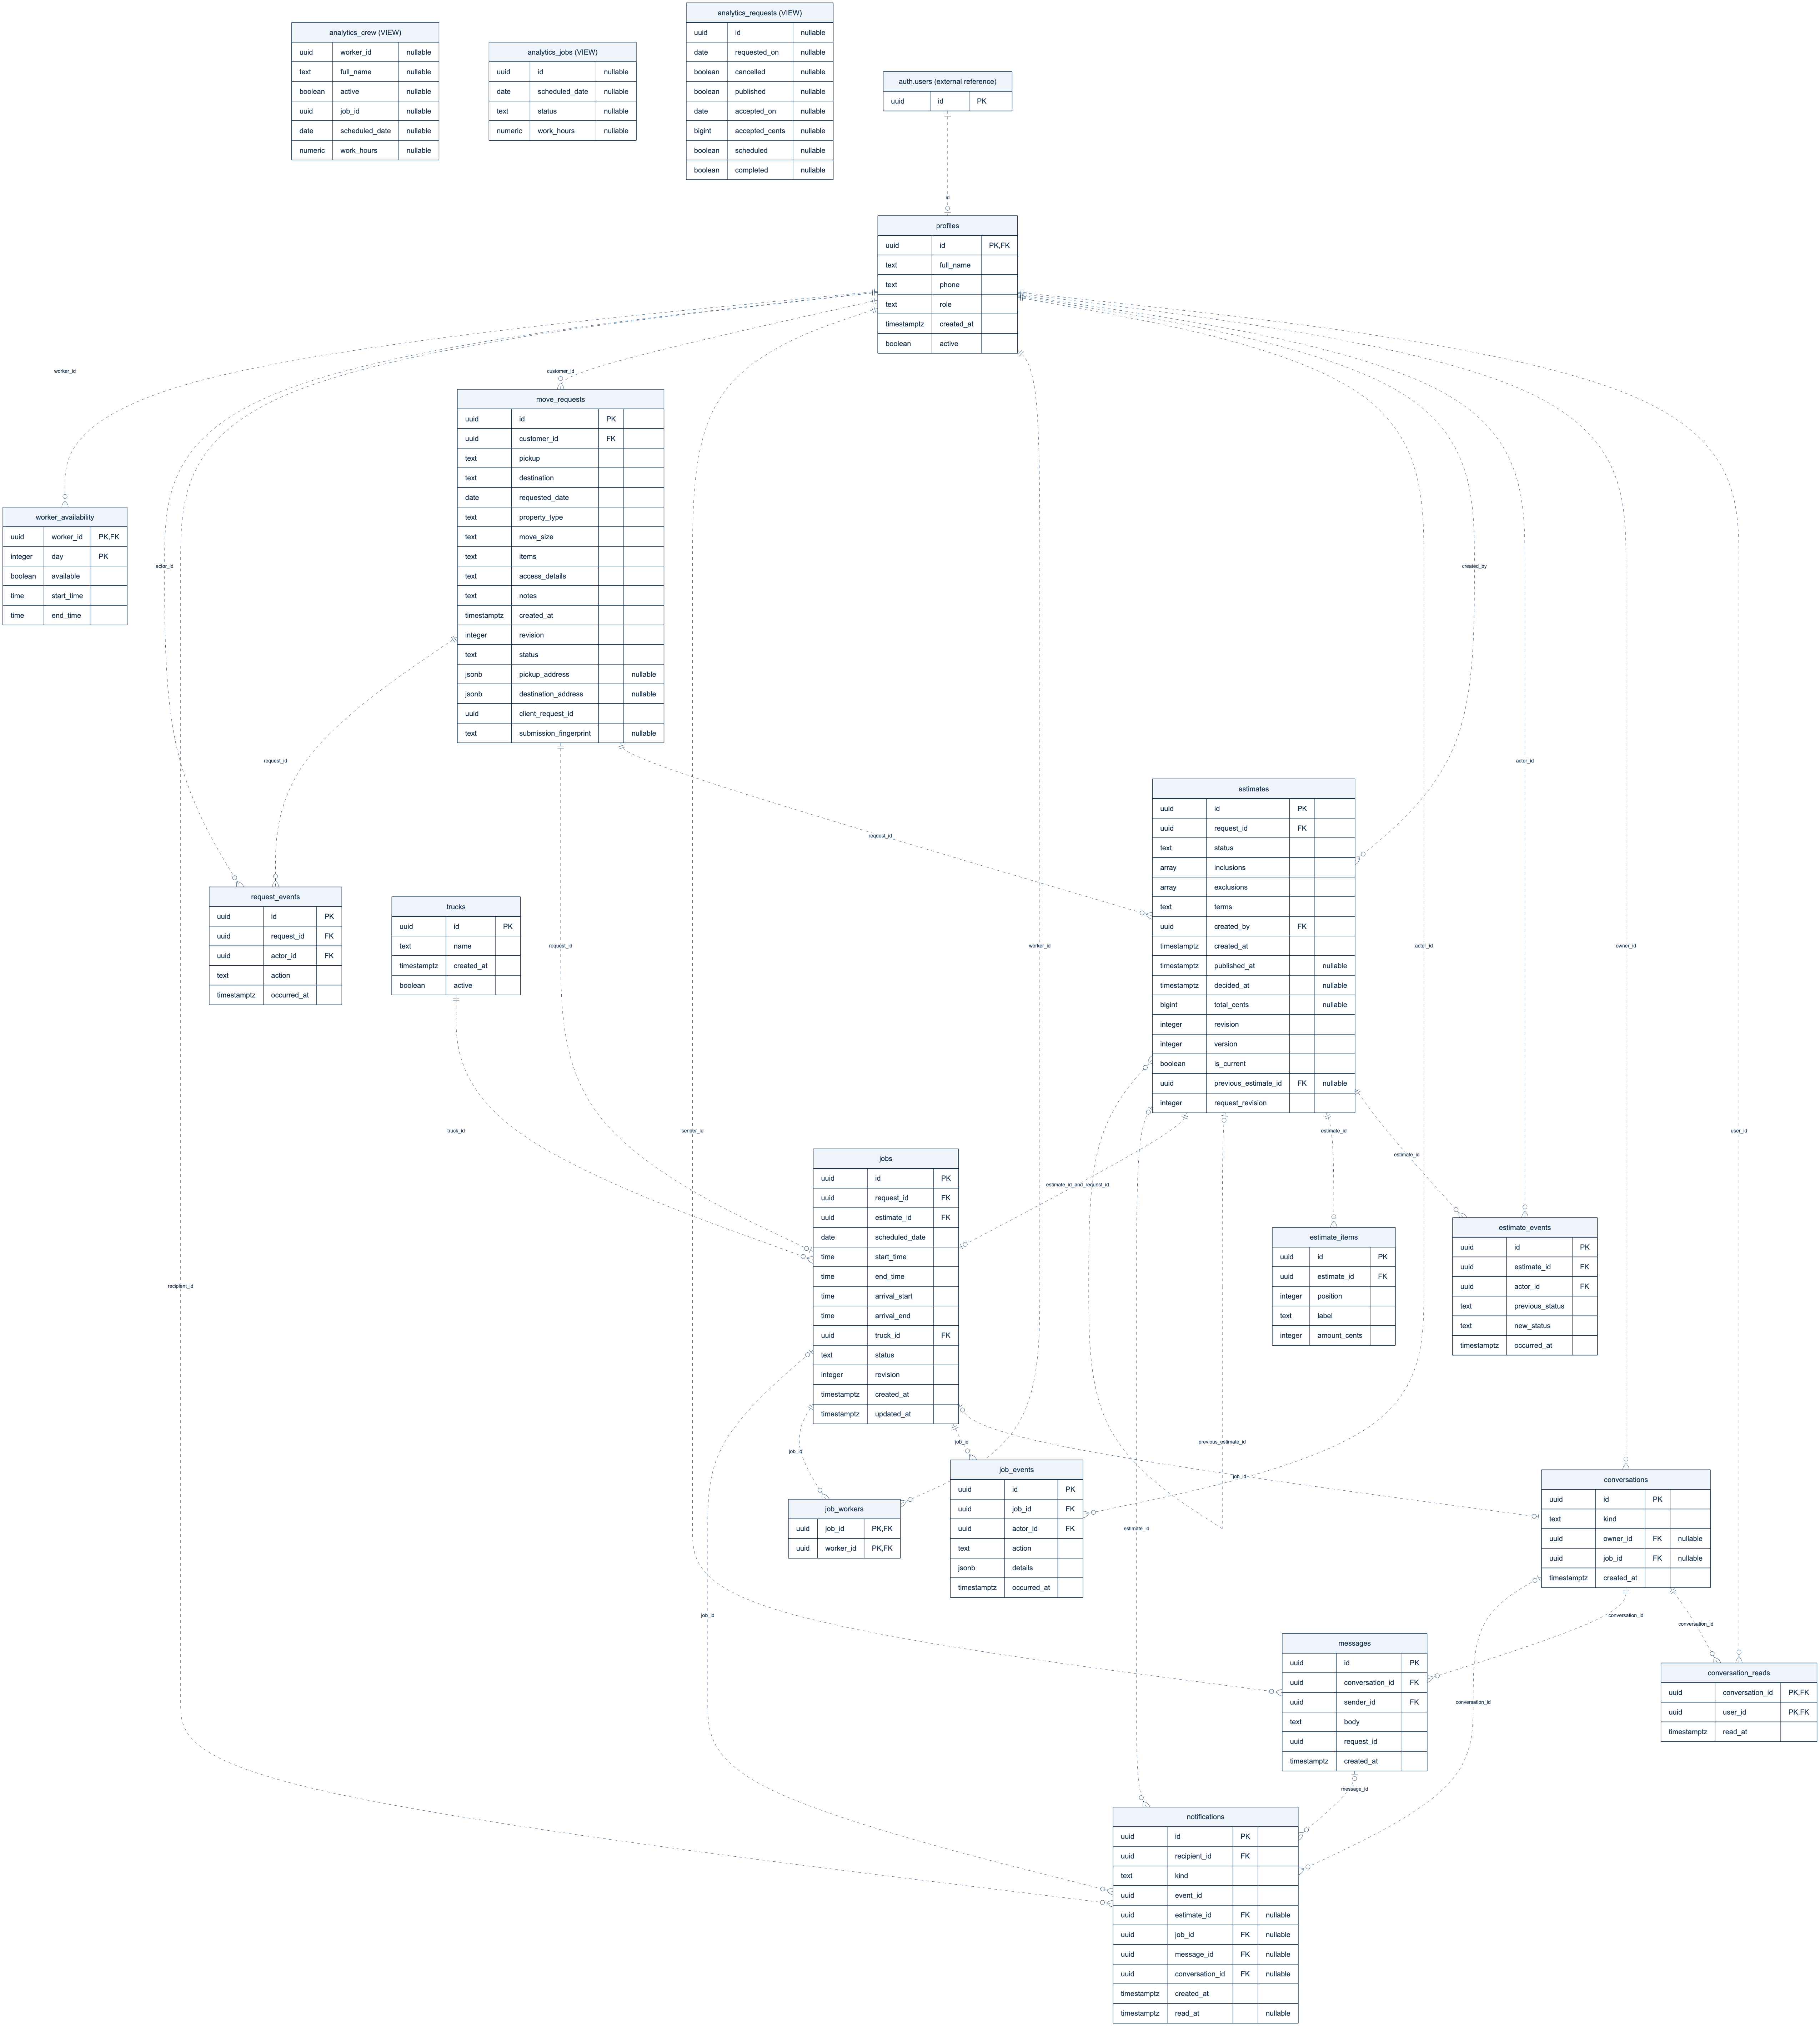 analytics_crew (VIEW)
uuid worker_id nullable
text full_name nullable
boolean active nullable
uuid job_id nullable
date scheduled_date nullable
numeric work_hours nullable
analytics_jobs (VIEW)
uuid id nullable
date scheduled_date nullable
text status nullable
numeric work_hours nullable
analytics_requests (VIEW)
uuid id nullable
date requested_on nullable
boolean cancelled nullable
boolean published nullable
date accepted_on nullable
bigint accepted_cents nullable
boolean scheduled nullable
boolean completed nullable
auth.users (external reference)
uuid id PK
id
profiles
uuid id PK,FK
text full_name
text phone
text role
timestamptz created_at
boolean active
worker_id
customer_id
move_requests
uuid id PK
uuid customer_id FK
text pickup
text destination
date requested_date
text property_type
text move_size
text items
text access_details
text notes
timestamptz created_at
integer revision
text status
jsonb pickup_address nullable
jsonb destination_address nullable
uuid client_request_id
text submission_fingerprint nullable
worker_availability
uuid worker_id PK,FK
integer day PK
boolean available
time start_time
time end_time
actor_id
created_by
request_id
actor_id
request_id
estimates
uuid id PK
uuid request_id FK
text status
array inclusions
array exclusions
text terms
uuid created_by FK
timestamptz created_at
timestamptz published_at nullable
timestamptz decided_at nullable
bigint total_cents nullable
integer revision
integer version
boolean is_current
uuid previous_estimate_id FK nullable
integer request_revision
request_events
uuid id PK
uuid request_id FK
uuid actor_id FK
text action
timestamptz occurred_at
trucks
uuid id PK
text name
timestamptz created_at
boolean active
request_id
worker_id
actor_id
owner_id
truck_id
sender_id
estimate_id
user_id
estimate_id
estimate_id_and_request_id
jobs
uuid id PK
uuid request_id FK
uuid estimate_id FK
date scheduled_date
time start_time
time end_time
time arrival_start
time arrival_end
uuid truck_id FK
text status
integer revision
timestamptz created_at
timestamptz updated_at
estimate_items
uuid id PK
uuid estimate_id FK
integer position
text label
integer amount_cents
estimate_events
uuid id PK
uuid estimate_id FK
uuid actor_id FK
text previous_status
text new_status
timestamptz occurred_at
recipient_id
job_id
job_id
previous_estimate_id
job_id
job_events
uuid id PK
uuid job_id FK
uuid actor_id FK
text action
jsonb details
timestamptz occurred_at
job_workers
uuid job_id PK,FK
uuid worker_id PK,FK
estimate_id
conversations
uuid id PK
text kind
uuid owner_id FK nullable
uuid job_id FK nullable
timestamptz created_at
job_id
conversation_id
conversation_id
messages
uuid id PK
uuid conversation_id FK
uuid sender_id FK
text body
uuid request_id
timestamptz created_at
conversation_id
conversation_reads
uuid conversation_id PK,FK
uuid user_id PK,FK
timestamptz read_at
message_id
notifications
uuid id PK
uuid recipient_id FK
text kind
uuid event_id
uuid estimate_id FK nullable
uuid job_id FK nullable
uuid message_id FK nullable
uuid conversation_id FK nullable
timestamptz created_at
timestamptz read_at nullable